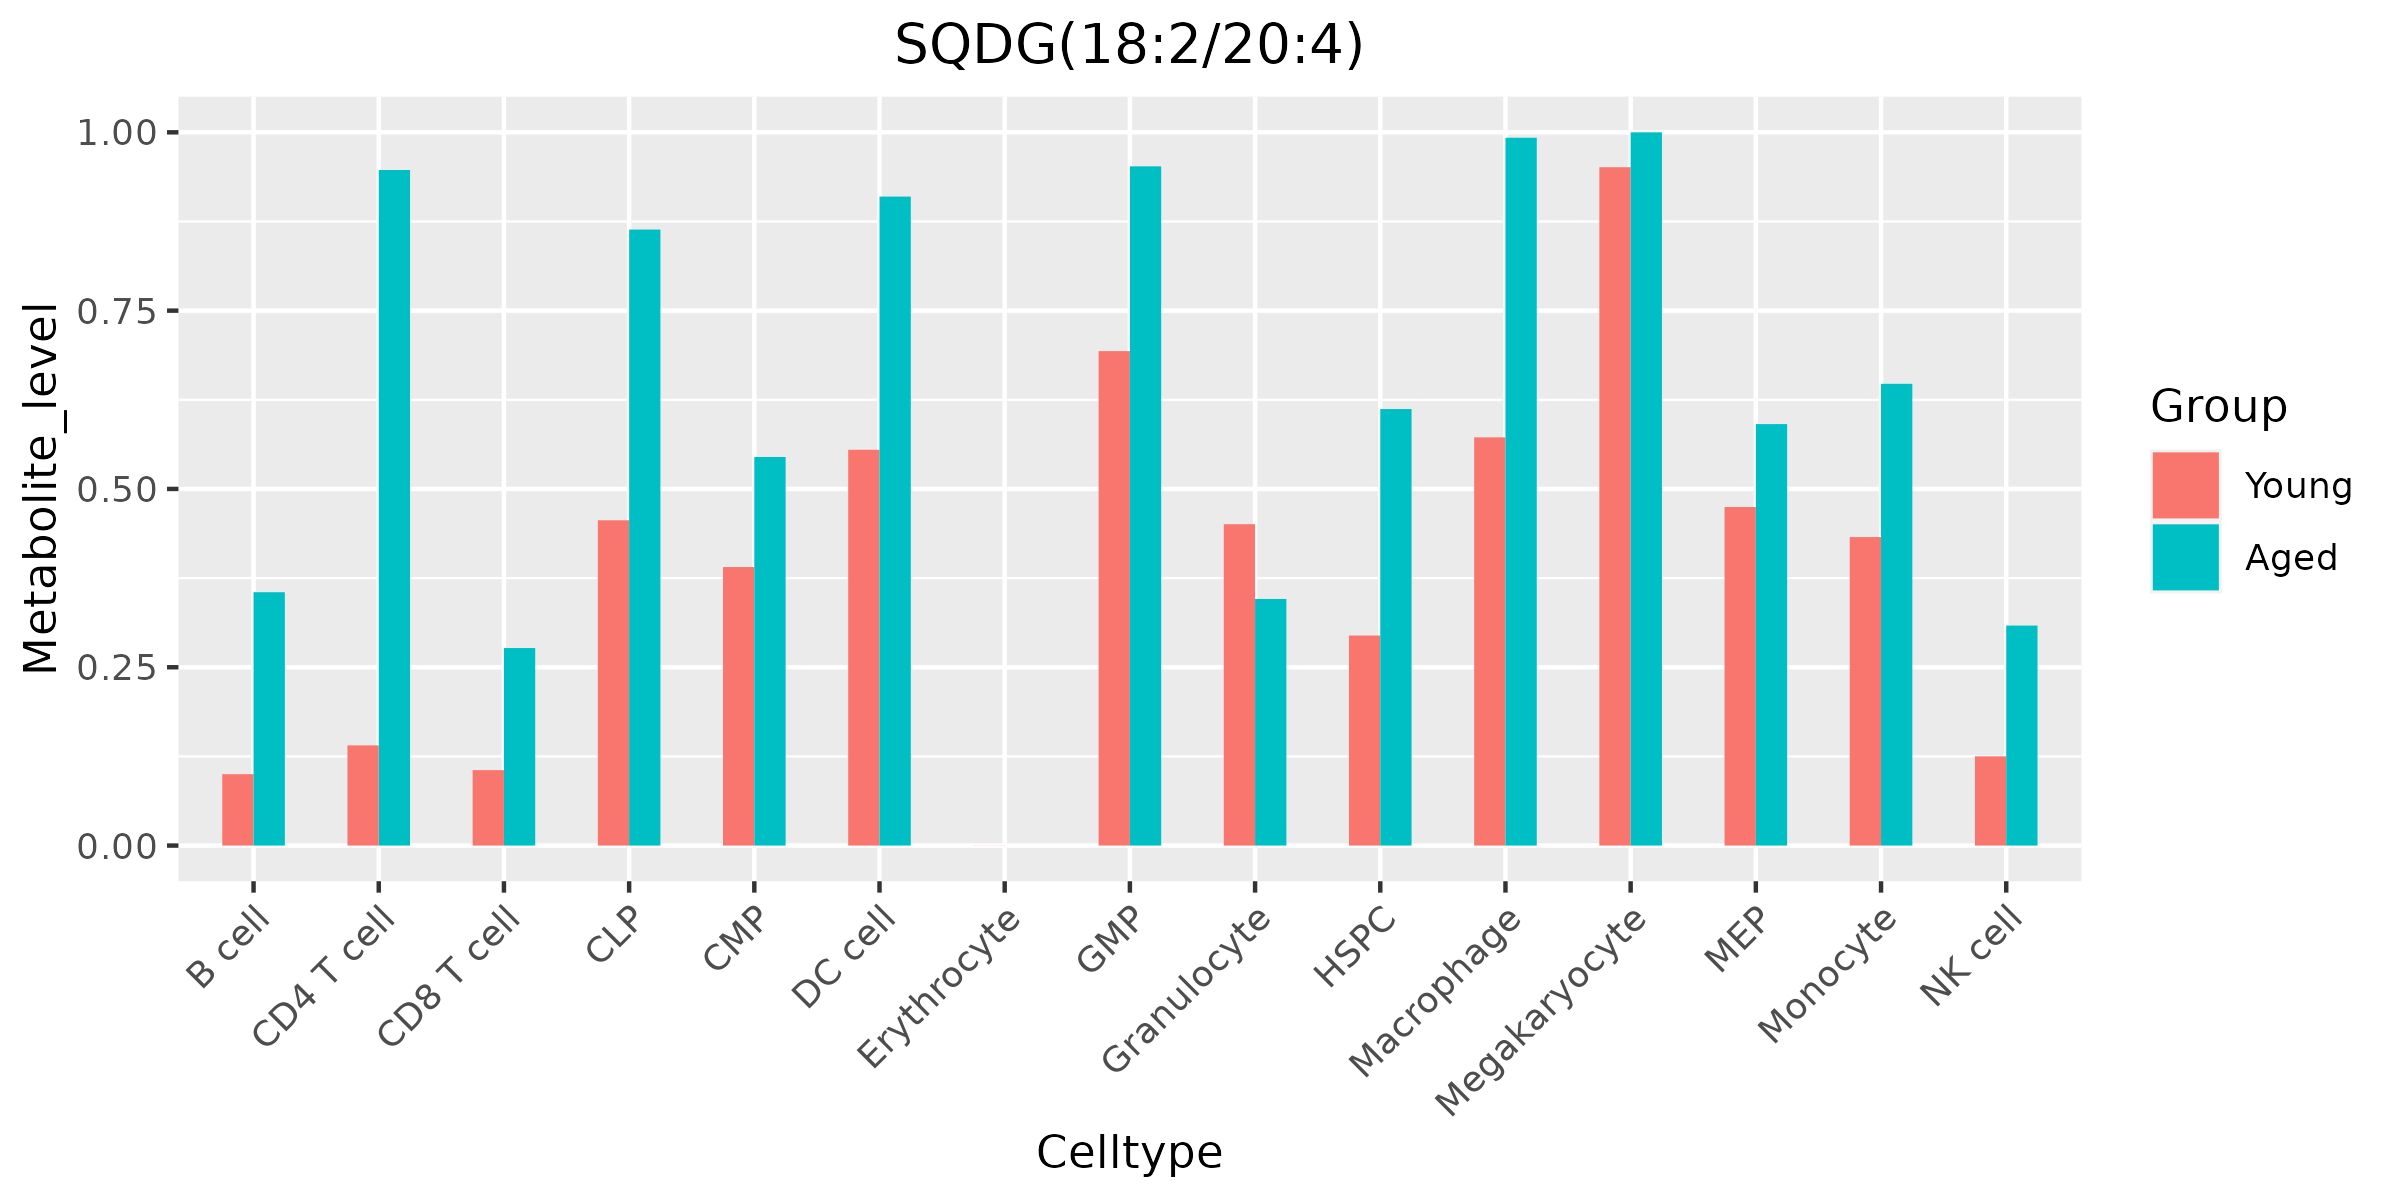 SQDG(18:2/20:4)
Metabolite_level
1.00
0.75
0.50
0.25
0.00
B cell
CD4 T cell
CD8 T cell
CLP
CMP
DC cell
Erythrocyte
GMP
Granulocyte
HSPC
Macrophage
Megakaryocyte
MEP
Monocyte
NK cell
Celltype
Group
Young
Aged